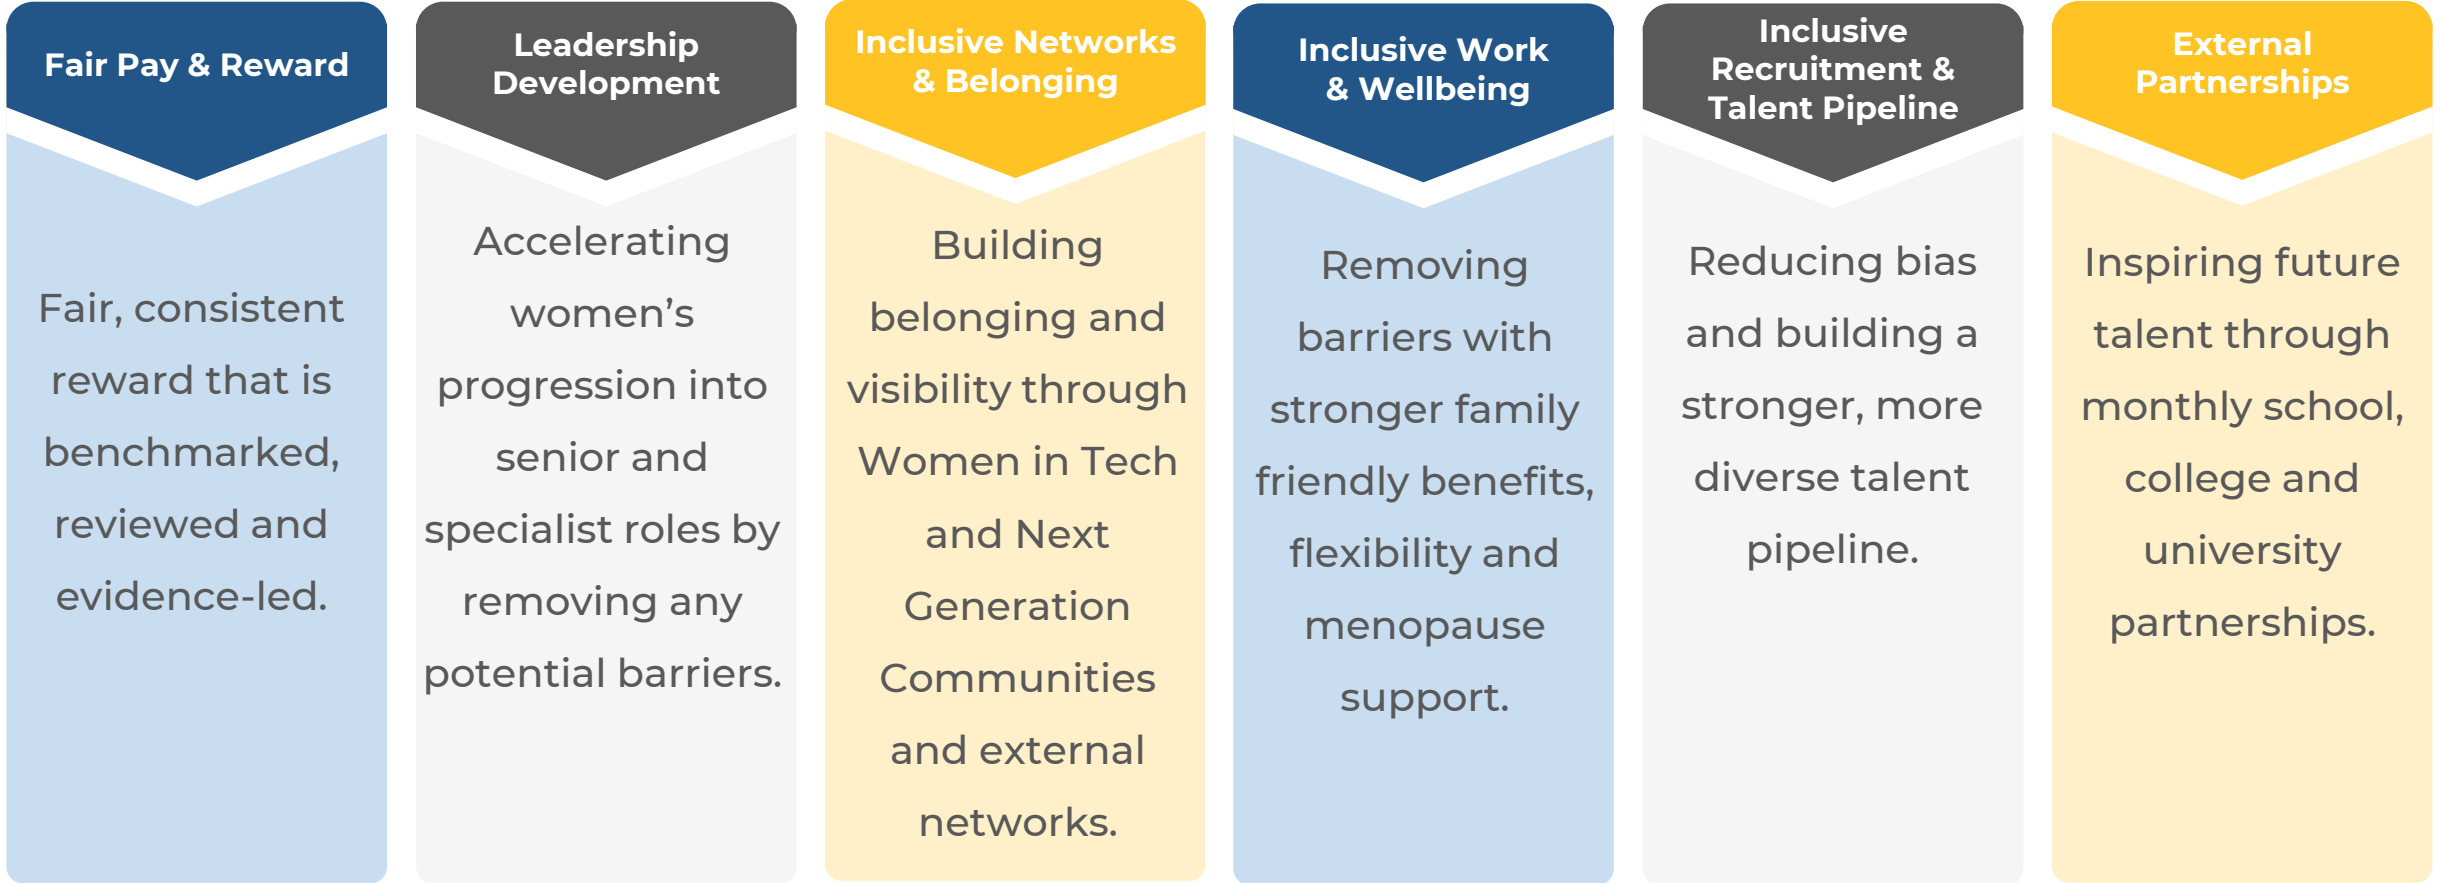 Fair Pay & Reward
Fair, consistent
reward that is
benchmarked,
reviewed and
evidence-led.
Leadership
Development
Accelerating
women’s
progression into
senior and
specialist roles by
removing any
potential barriers.
Inclusive Networks
& Belonging
Building
belonging and
visibility through
Women in Tech
and Next
Generation
Communities
and external
networks.
Inclusive Work
& Wellbeing
Removing
barriers with
stronger family
friendly benefits,
flexibility and
menopause
support.
Inclusive
Recruitment &
Talent Pipeline
Reducing bias
and building a
stronger, more
diverse talent
pipeline.
External
Partnerships
Inspiring future
talent through
monthly school,
college and
university
partnerships.